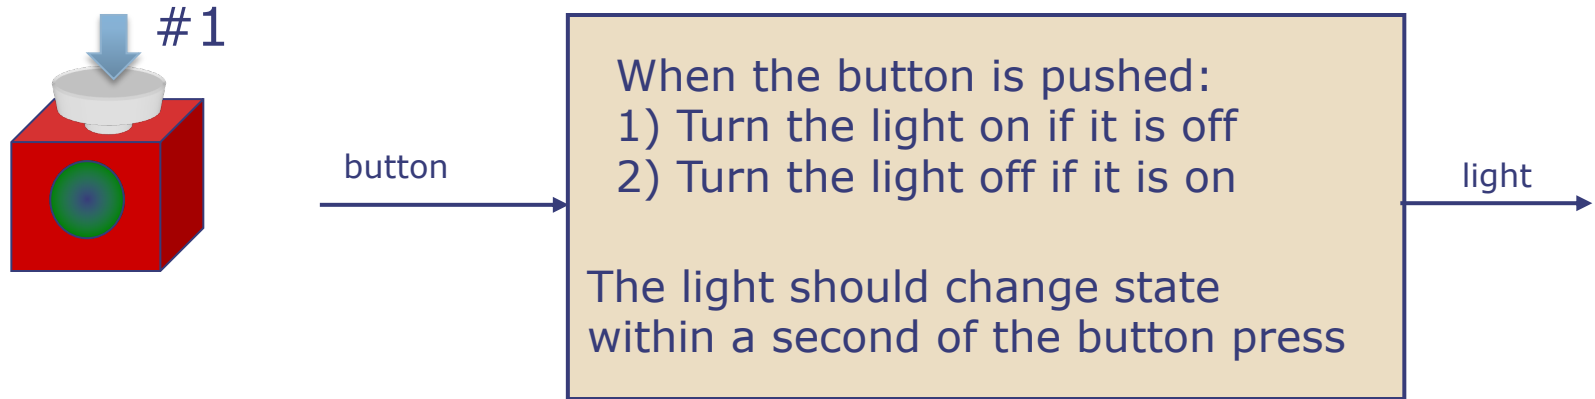 #1
button
When the button is pushed:
1) Turn the light on if it is off
2) Turn the light off if it is on
The light should change state
within a second of the button press
light